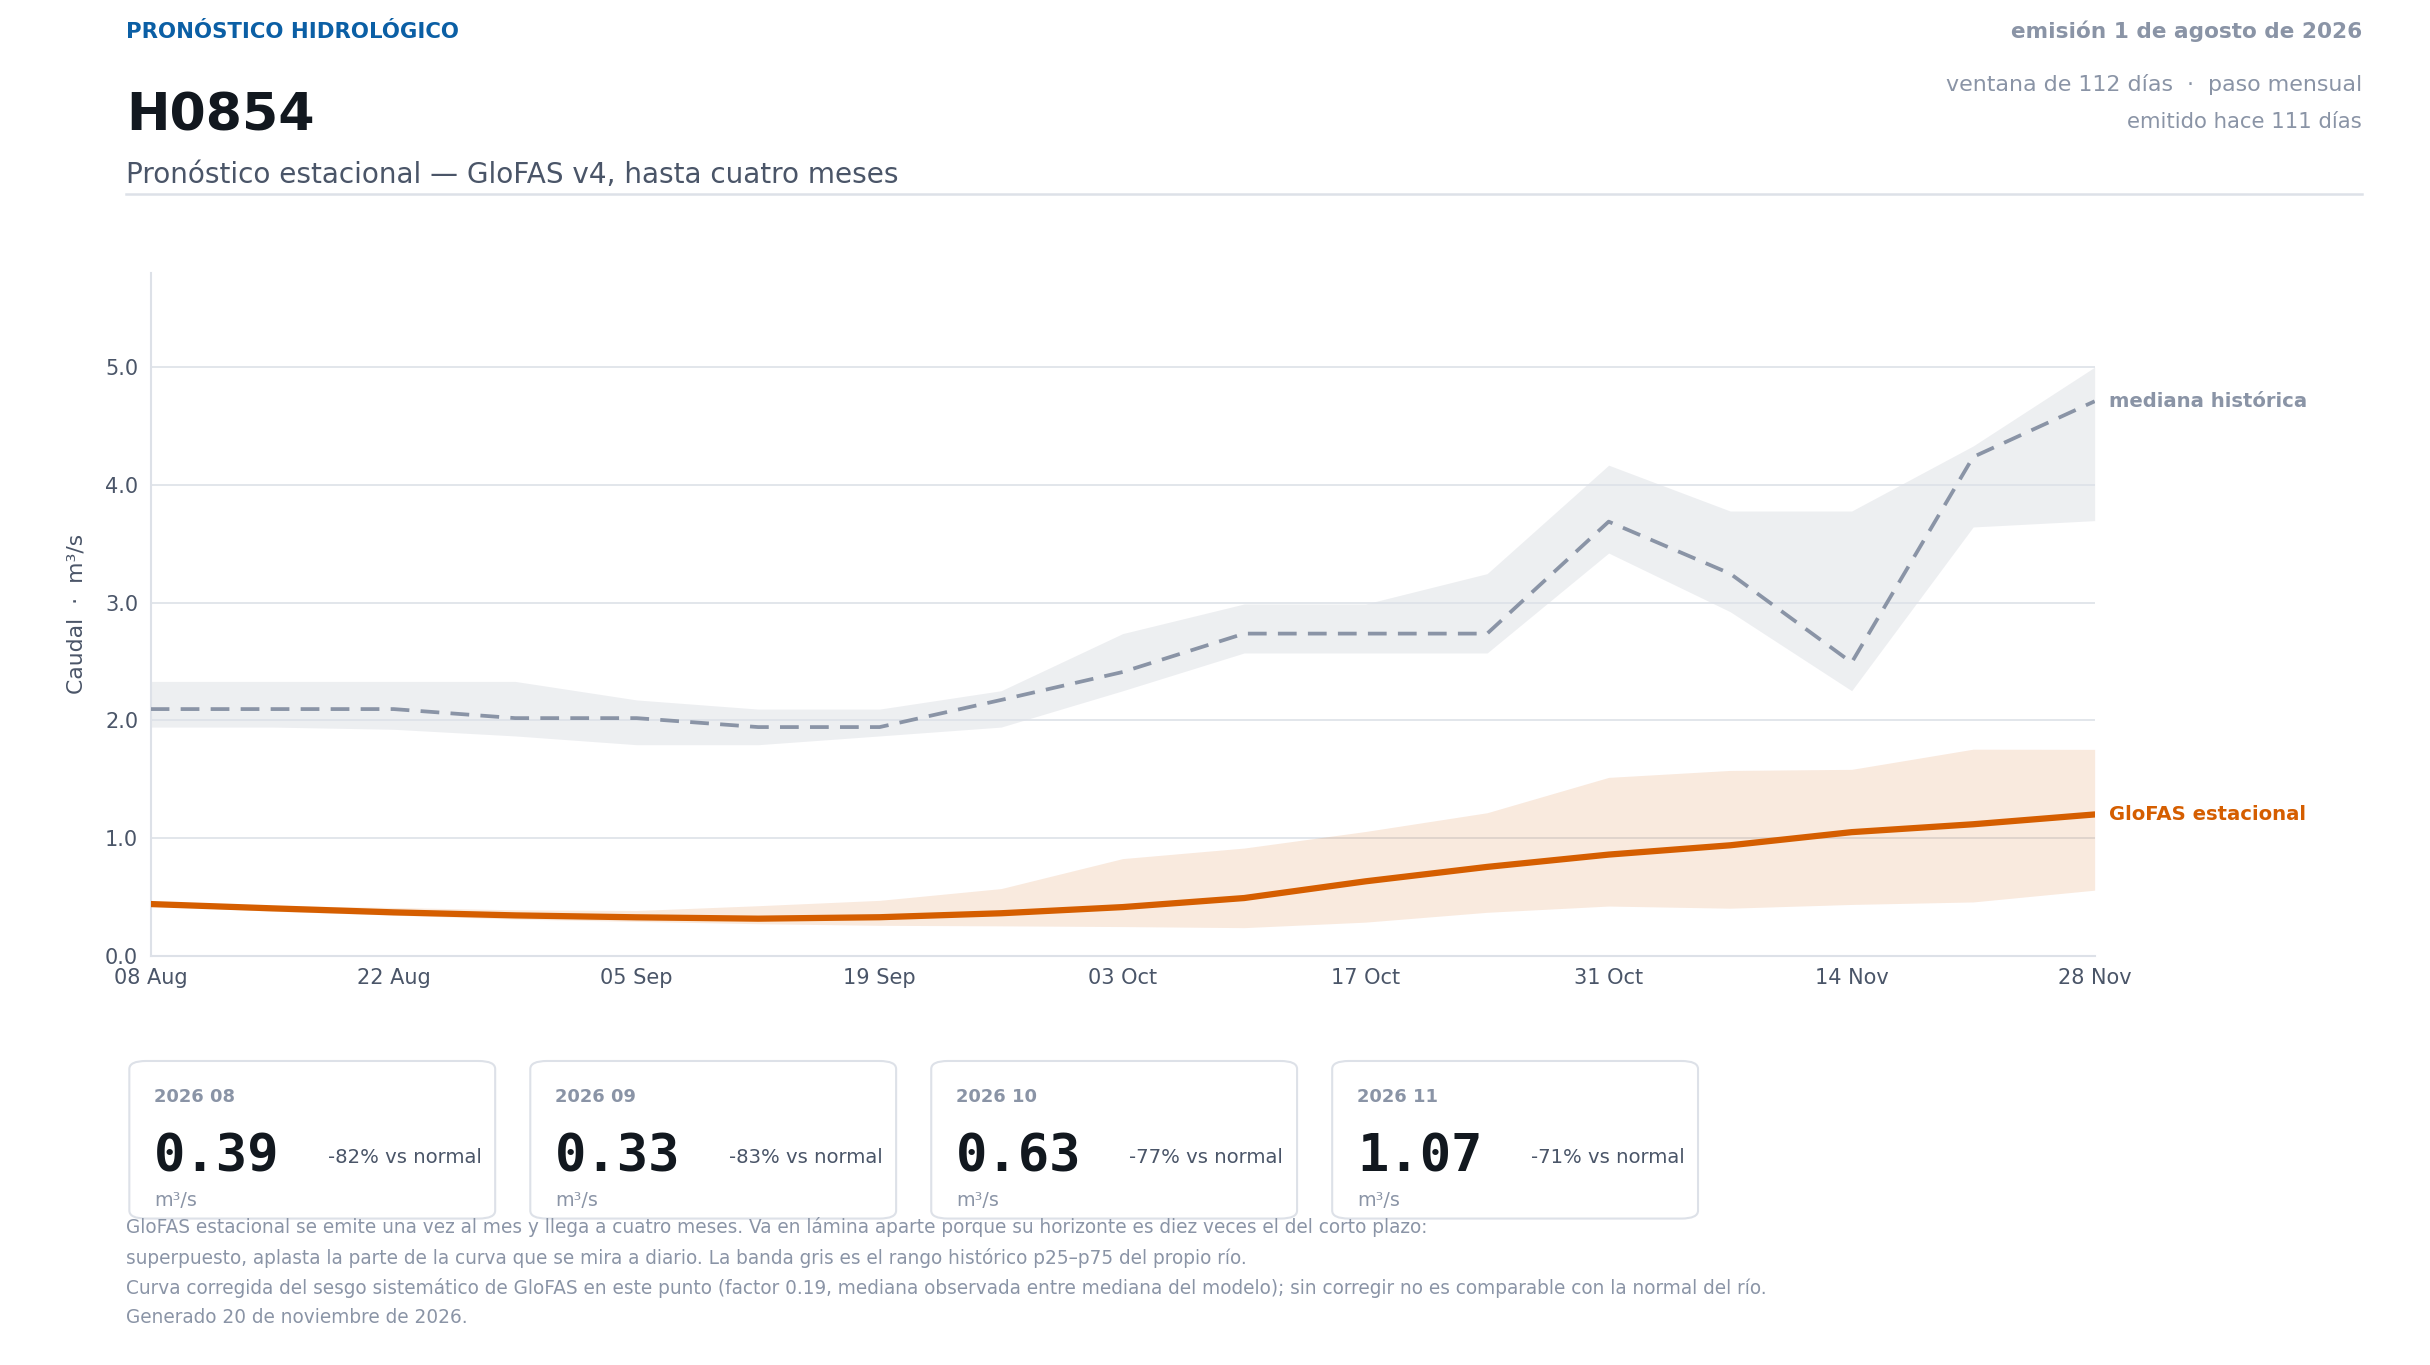 PRONÓSTICO HIDROLÓGICO
emisión 1 de agosto de 2026
ventana de 112 días · paso mensual
H0854
emitido hace 111 días
Pronóstico estacional — GloFAS v4, hasta cuatro meses
5.0
mediana histórica
4.0
Caudal · m³/s
3.0
2.0
1.0
GloFAS estacional
0.0
08 Aug 22 Aug 05 Sep 19 Sep 03 Oct 17 Oct 31 Oct 14 Nov 28 Nov
2026 08
0.39 -82% vs normal
m³/s
2026 09
0.33 -83% vs normal
m³/s
2026 10
0.63 -77% vs normal
m³/s
2026 11
1.07 -71% vs normal
m³/s
GloFAS estacional se emite una vez al mes y llega a cuatro meses. Va en lámina aparte porque su horizonte es diez veces el del corto plazo:
superpuesto, aplasta la parte de la curva que se mira a diario. La banda gris es el rango histórico p25–p75 del propio río.
Curva corregida del sesgo sistemático de GloFAS en este punto (factor 0.19, mediana observada entre mediana del modelo); sin corregir no es comparable con la normal del río.
Generado 20 de noviembre de 2026.